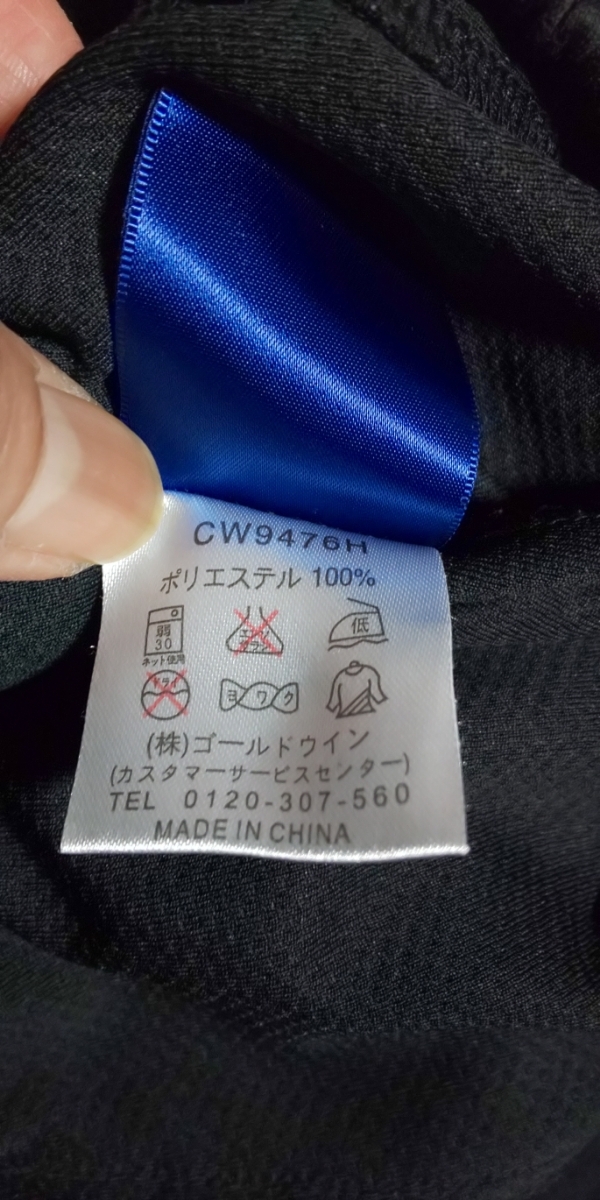 CW9476H
ポリエステル 100%
弱
30
ネット使用
エンソ
サラシ
低
ドライ
ヨワク
(株)ゴールドウイン
(カスタマーサービスセンター)
TEL 0120-307-560
MADE IN CHINA